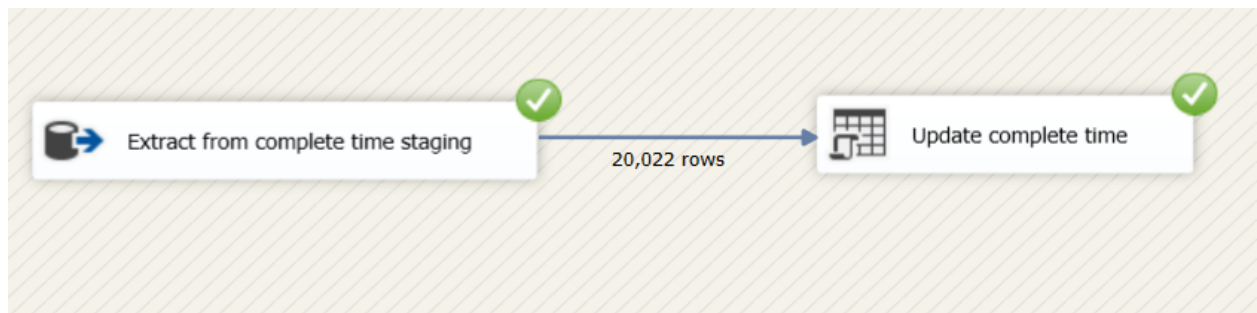 Extract from complete time staging
20,022 rows
Update complete time